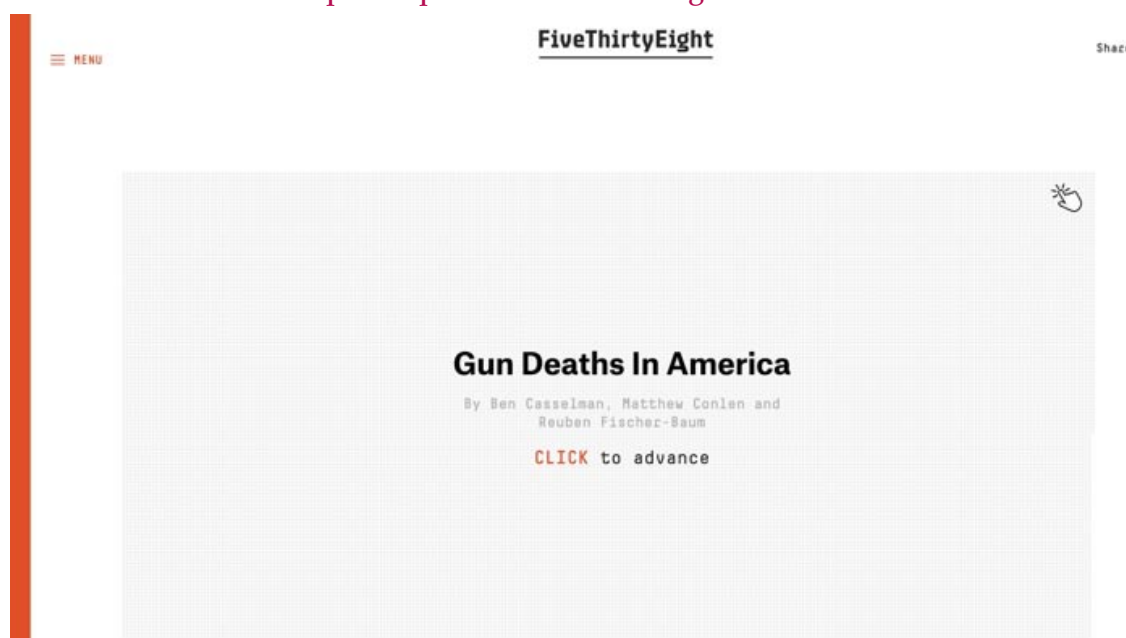 FiveThirtyEight
MENU
Gun Deaths In America
By Ben Casselman, Matthew Conlen and
Reuben Fischer-Baum
CLICK to advance